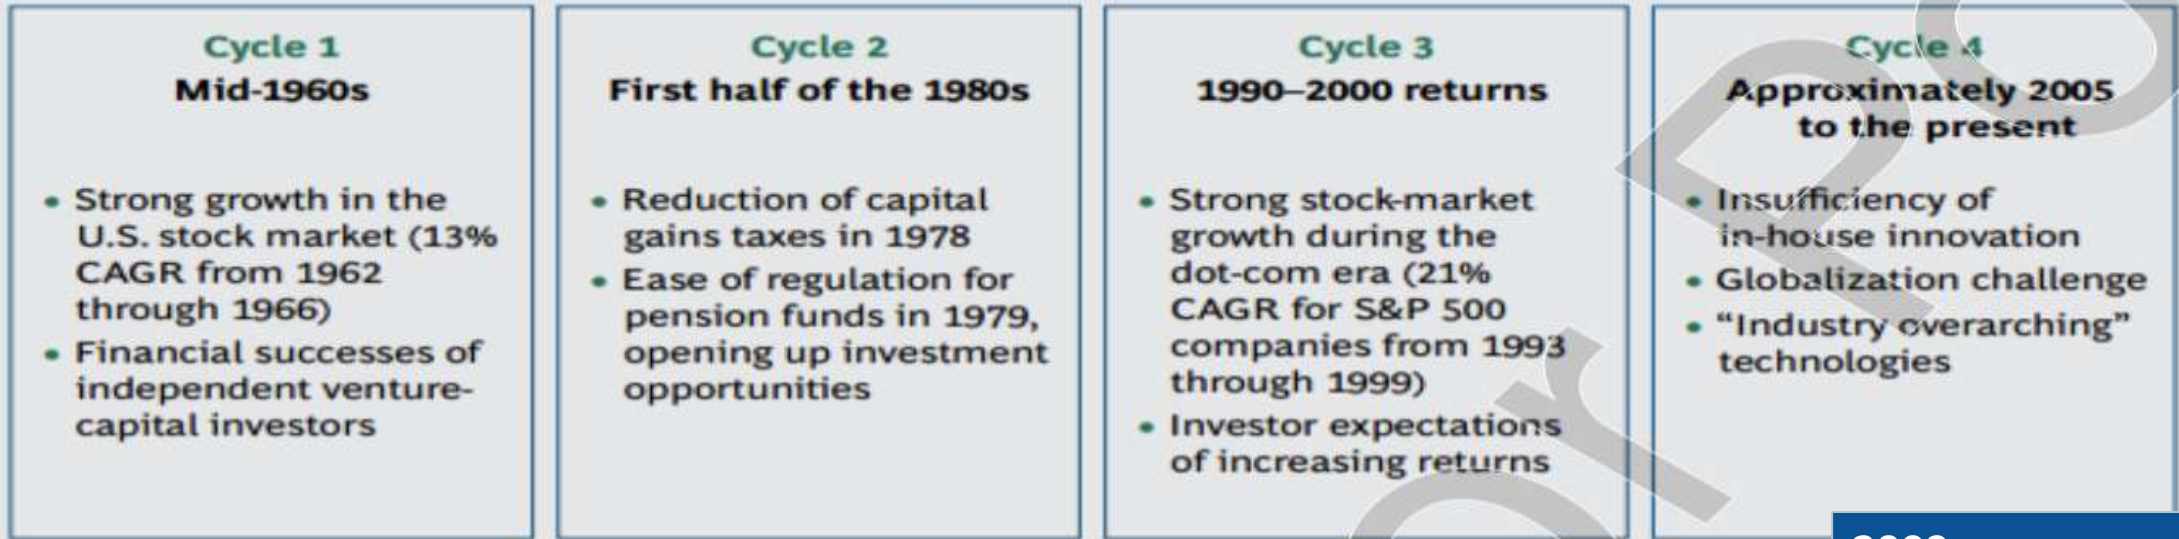 Cycle 1
Mid-1960s
• Strong growth in the
U.S. stock market (13%
CAGR from 1962
through 1966)
• Financial successes of
independent venture-
capital investors
Cycle 2
First half of the 1980s
• Reduction of capital
gains taxes in 1978
• Ease of regulation for
pension funds in 1979,
opening up investment
opportunities
Cycle 3
1990–2000 returns
• Strong stock-market
growth during the
dot-com era (21%
CAGR for S&P 500
companies from 1993
through 1999)
• Investor expectations
of increasing returns
Cycle 4
Approximately 2005
to the present
• Insufficiency of
in-house innovation
• Globalization challenge
• “Industry overarching”
technologies